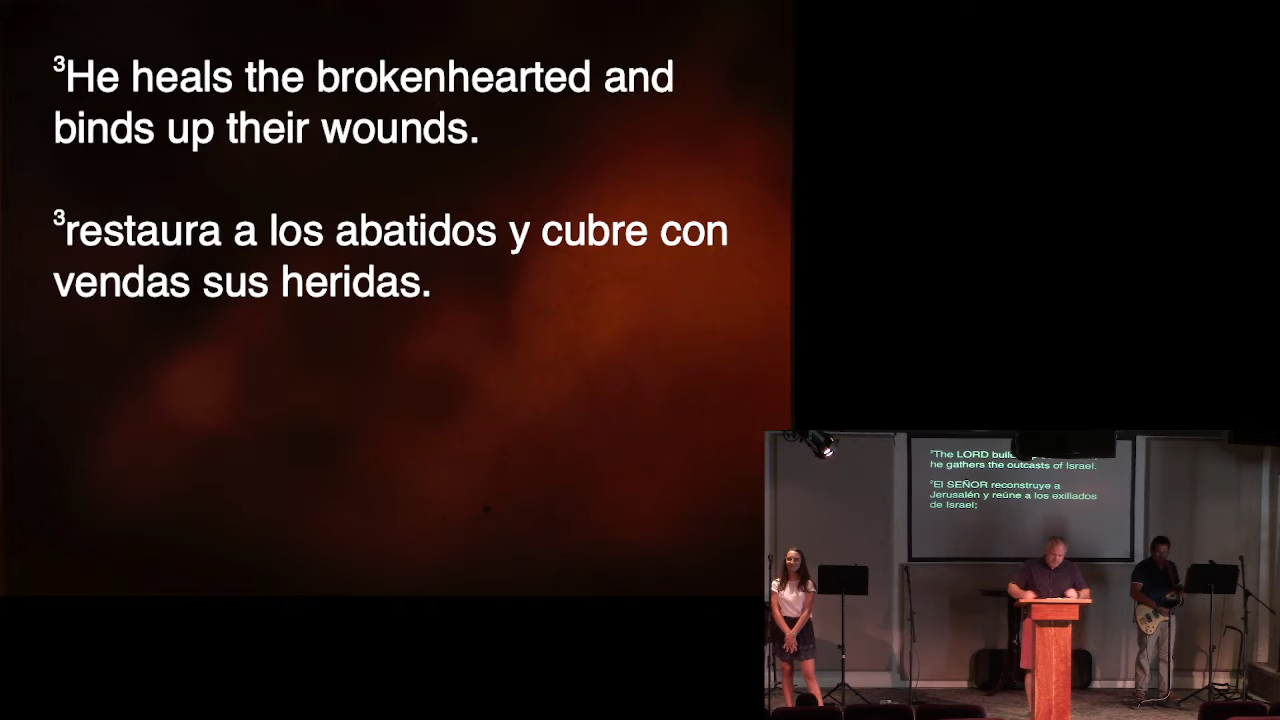 ³He heals the brokenhearted and
binds up their wounds.
³restaura a los abatidos y cubre con
vendas sus heridas.
²The LORD
he gathers the outcasts of Israel.
²El SEÑOR reconstruye a
Jerusalén y reúne a los exiliados
de Israel;